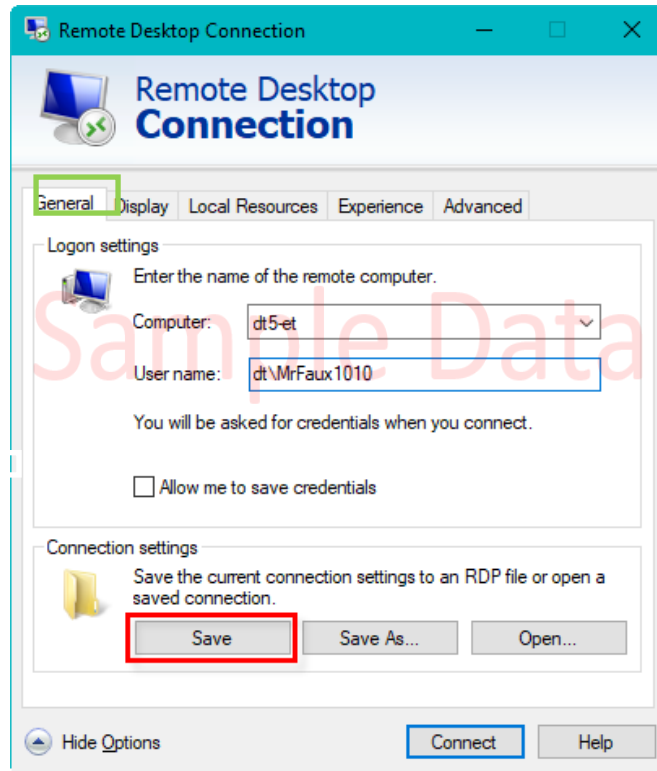 Remote Desktop Connection
Remote Desktop
Connection
General Display Local Resources Experience Advanced
Logon settings
Enter the name of the remote computer.
Computer: dt5-et
User name: dt\MrFaux1010
Sample Data
You will be asked for credentials when you connect.
Allow me to save credentials
Connection settings
Save the current connection settings to an RDP file or open a
saved connection.
Save Save As... Open...
Hide Options Connect Help